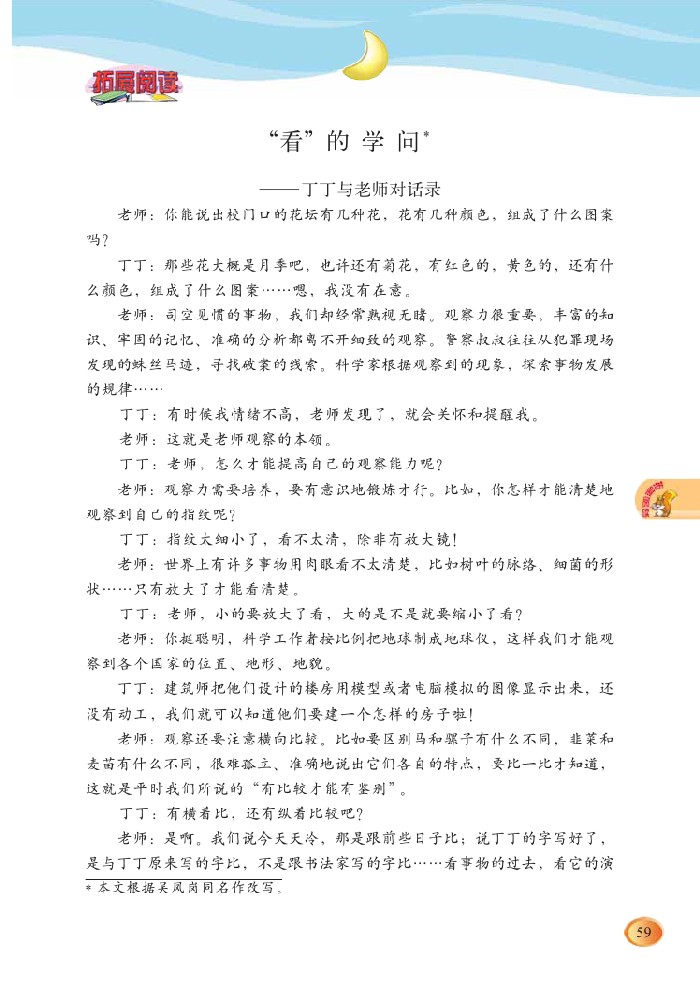 拓展阅读
“看”的学问*
——丁丁与老师对话录
老师：你能说出校门口的花坛有几种花，花有几种颜色，组成了什么图案
吗？
丁丁：那些花大概是月季吧，也许还有菊花，有红色的，黄色的，还有什
么颜色，组成了什么图案……嗯，我没有在意。
老师：司空见惯的事物，我们却经常熟视无睹。观察力很重要，丰富的知
识、牢固的记忆、准确的分析都离不开细致的观察。警察叔叔往往从犯罪现场
发现的蛛丝马迹，寻找破案的线索。科学家根据观察到的现象，探索事物发展
的规律……
丁丁：有时候我情绪不高，老师发现了，就会关怀和提醒我。
老师：这就是老师观察的本领。
丁丁：老师，怎么才能提高自己的观察能力呢？
老师：观察力需要培养，要有意识地锻炼才行。比如，你怎样才能清楚地
观察到自己的指纹呢？
丁丁：指纹太细小了，看不太清，除非有放大镜！
老师：世界上有许多事物用肉眼看不太清楚，比如树叶的脉络、细菌的形
状……只有放大了才能看清楚。
丁丁：老师，小的要放大了看，大的是不是就要缩小了看？
老师：你挺聪明，科学工作者按比例把地球制成地球仪，这样我们才能观
察到各个国家的位置、地形、地貌。
丁丁：建筑师把他们设计的楼房用模型或者电脑模拟的图像显示出来，还
没有动工，我们就可以知道他们要建一个怎样的房子啦！
老师：观察还要注意横向比较。比如要区别马和骡子有什么不同，韭菜和
麦苗有什么不同，很难孤立、准确地说出它们各自的特点，要比一比才知道，
这就是平时我们所说的“有比较才能有鉴别”。
丁丁：有横着比，还有纵着比较吧？
老师：是啊。我们说今天天冷，那是跟前些日子比；说丁丁的字写好了，
是与丁丁原来写的字比，不是跟书法家写的字比……看事物的过去，看它的演
* 本文根据吴凤岗同名作改写。
59